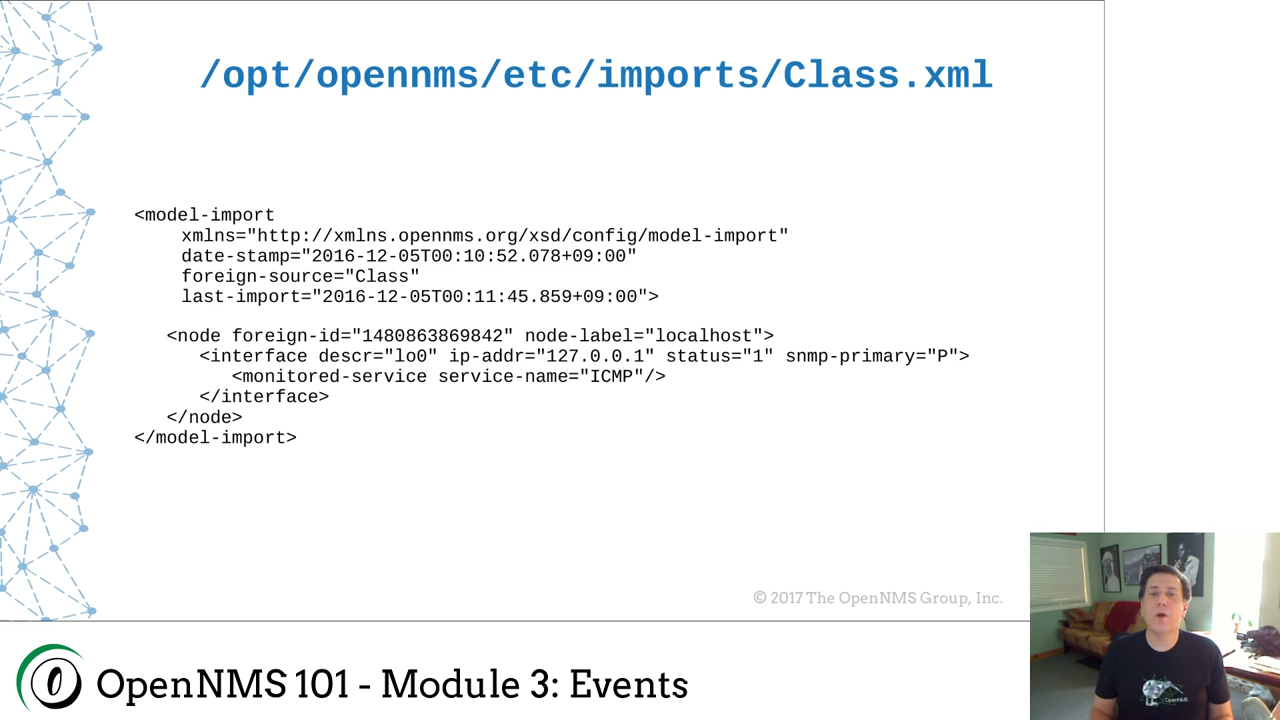 /opt/opennms/etc/imports/Class.xml
<model-import
xmlns="http://xmlns.opennms.org/xsd/config/model-import"
date-stamp="2016-12-05T00:10:52.078+09:00"
foreign-source="Class"
last-import="2016-12-05T00:11:45.859+09:00">
<node foreign-id="1480863869842" node-label="localhost">
<interface descr="lo0" ip-addr="127.0.0.1" status="1" snmp-primary="P">
<monitored-service service-name="ICMP"/>
</interface>
</node>
</model-import>
© 2017 The OpenNMS Group, Inc.
OpenNMS
OpenNMS 101 - Module 3: Events